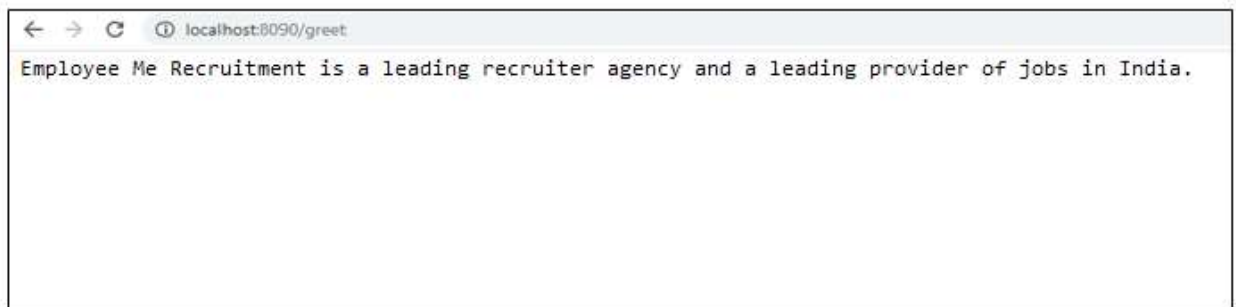 localhost:8090/greet
Employee Me Recruitment is a leading recruiter agency and a leading provider of jobs in India.